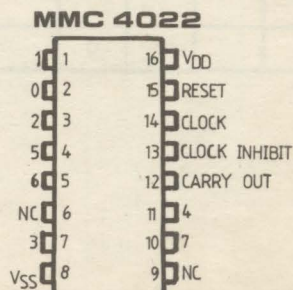 MMC 4022
1 1 16 VDD
0 2 15 RESET
2 3 14 CLOCK
5 4 13 CLOCK INHIBIT
6 5 12 CARRY OUT
NC 6 11 4
3 7 10 7
VSS 8 9 NC